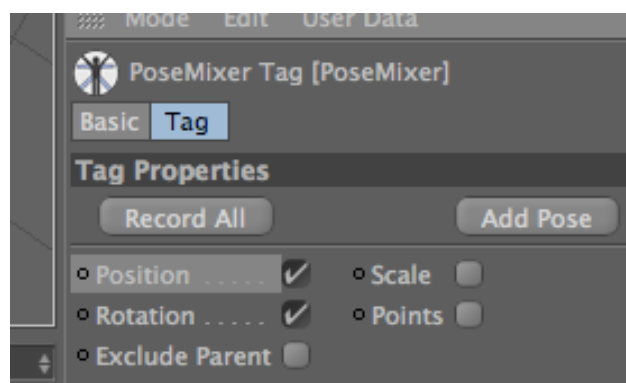 Mode Edit User Data
PoseMixer Tag [PoseMixer]
Basic Tag
Tag Properties
Record All Add Pose
Position ..... Scale
Rotation ..... Points
Exclude Parent